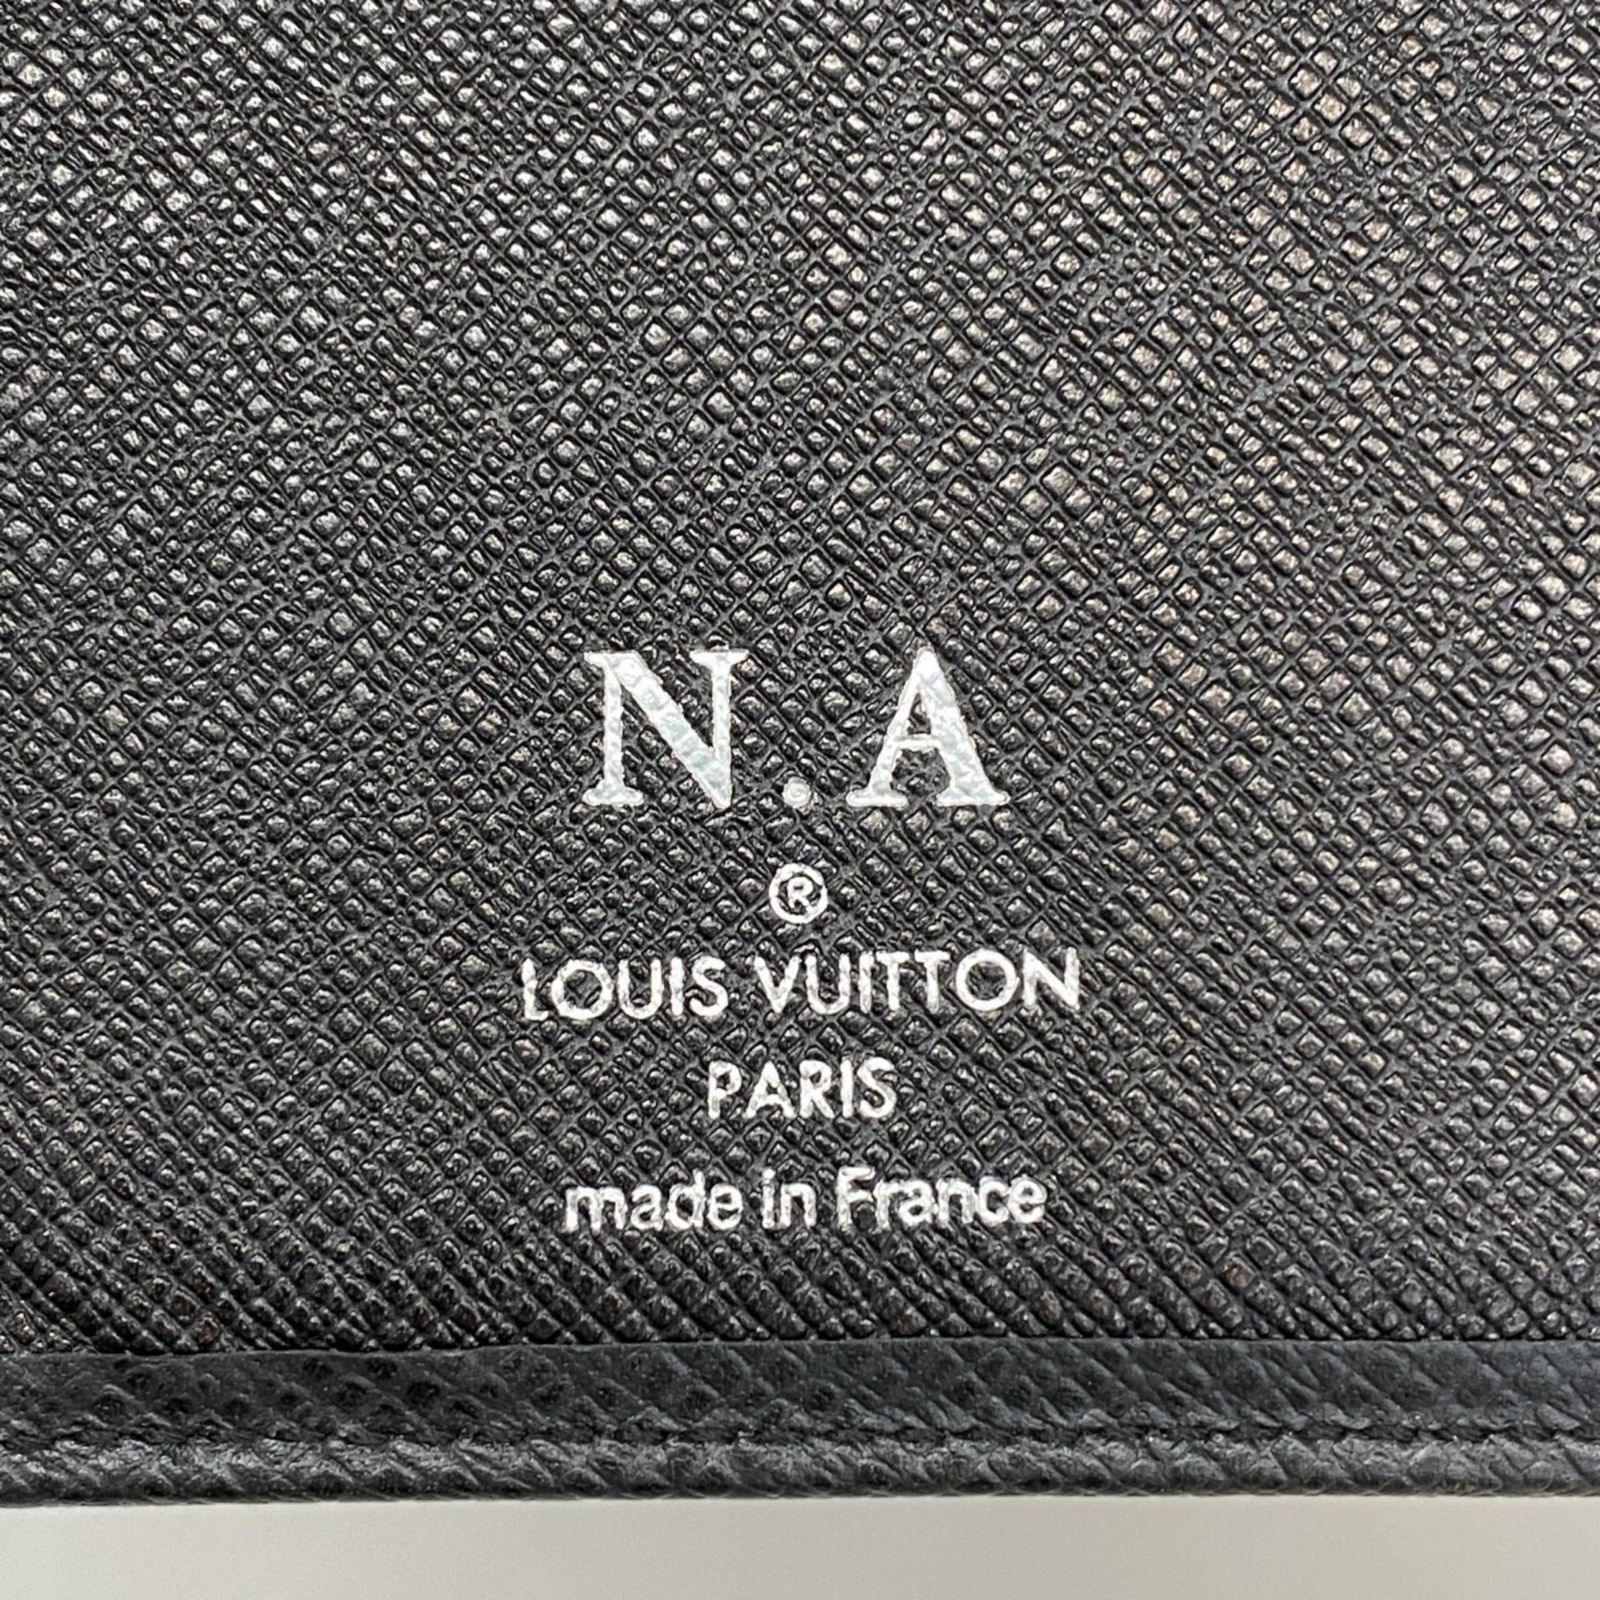 N.A
®
LOUIS VUITTON
PARIS
made in France